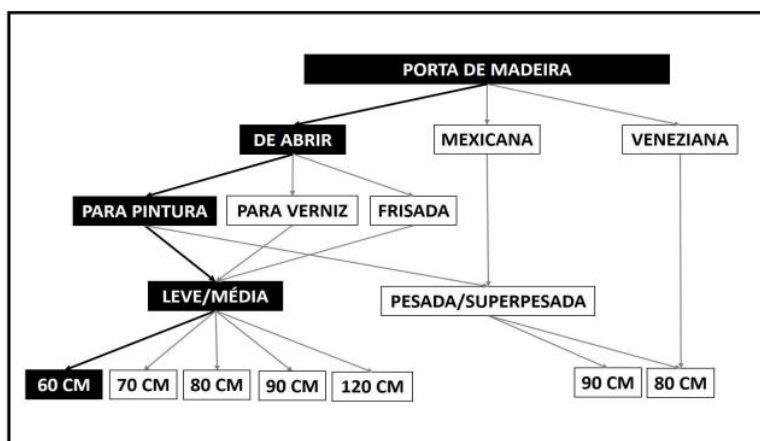 PORTA DE MADEIRA
DE ABRIR MEXICANA VENEZIANA
PARA PINTURA PARA VERNIZ FRISADA
LEVE/MÉDIA PESADA/SUPERPESADA
60 CM 70 CM 80 CM 90 CM 120 CM 90 CM 80 CM